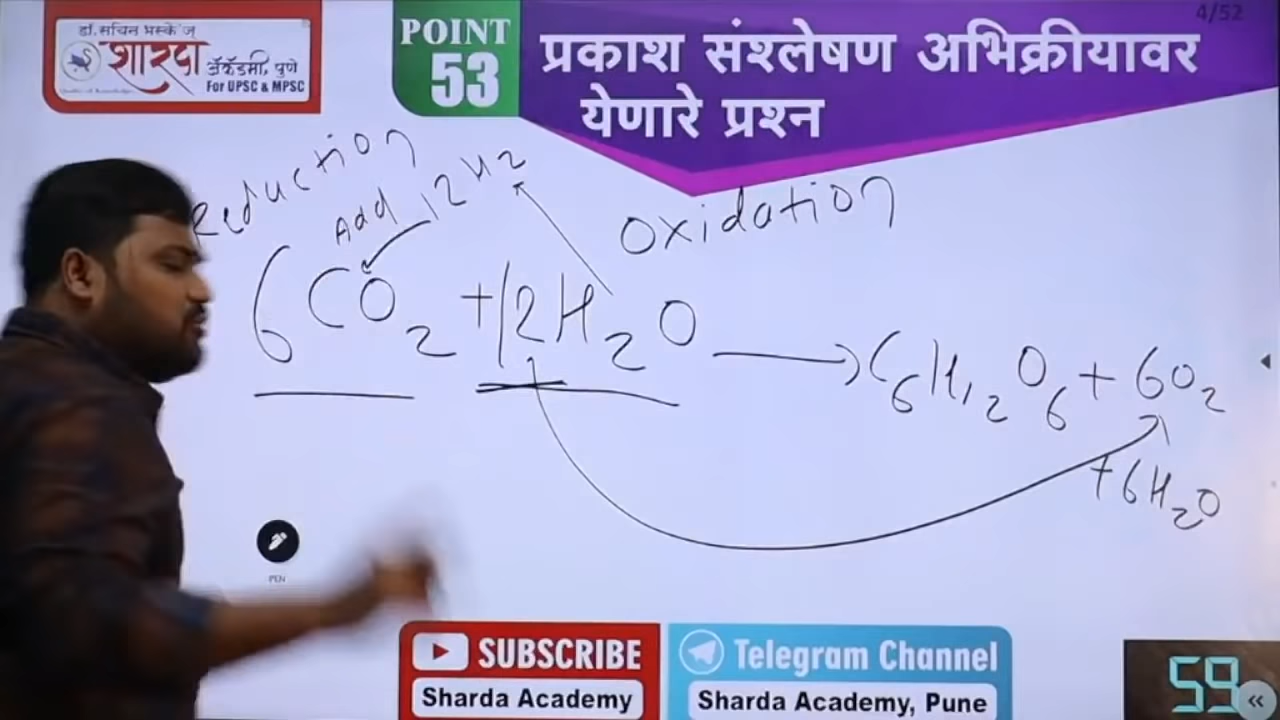 4/52
डॉ. सचिन भस्के ज्
शारदा
अ‍ॅकॅडमी, पुणे
For UPSC & MPSC
POINT
53
प्रकाश संश्लेषण अभिक्रीयावर
येणारे प्रश्न
Reduction
Add 12H2
Oxidation
6CO2 + 12H2O → C6H12O6 + 6O2
+6H2O
PEN
SUBSCRIBE
Sharda Academy
Telegram Channel
Sharda Academy, Pune
59